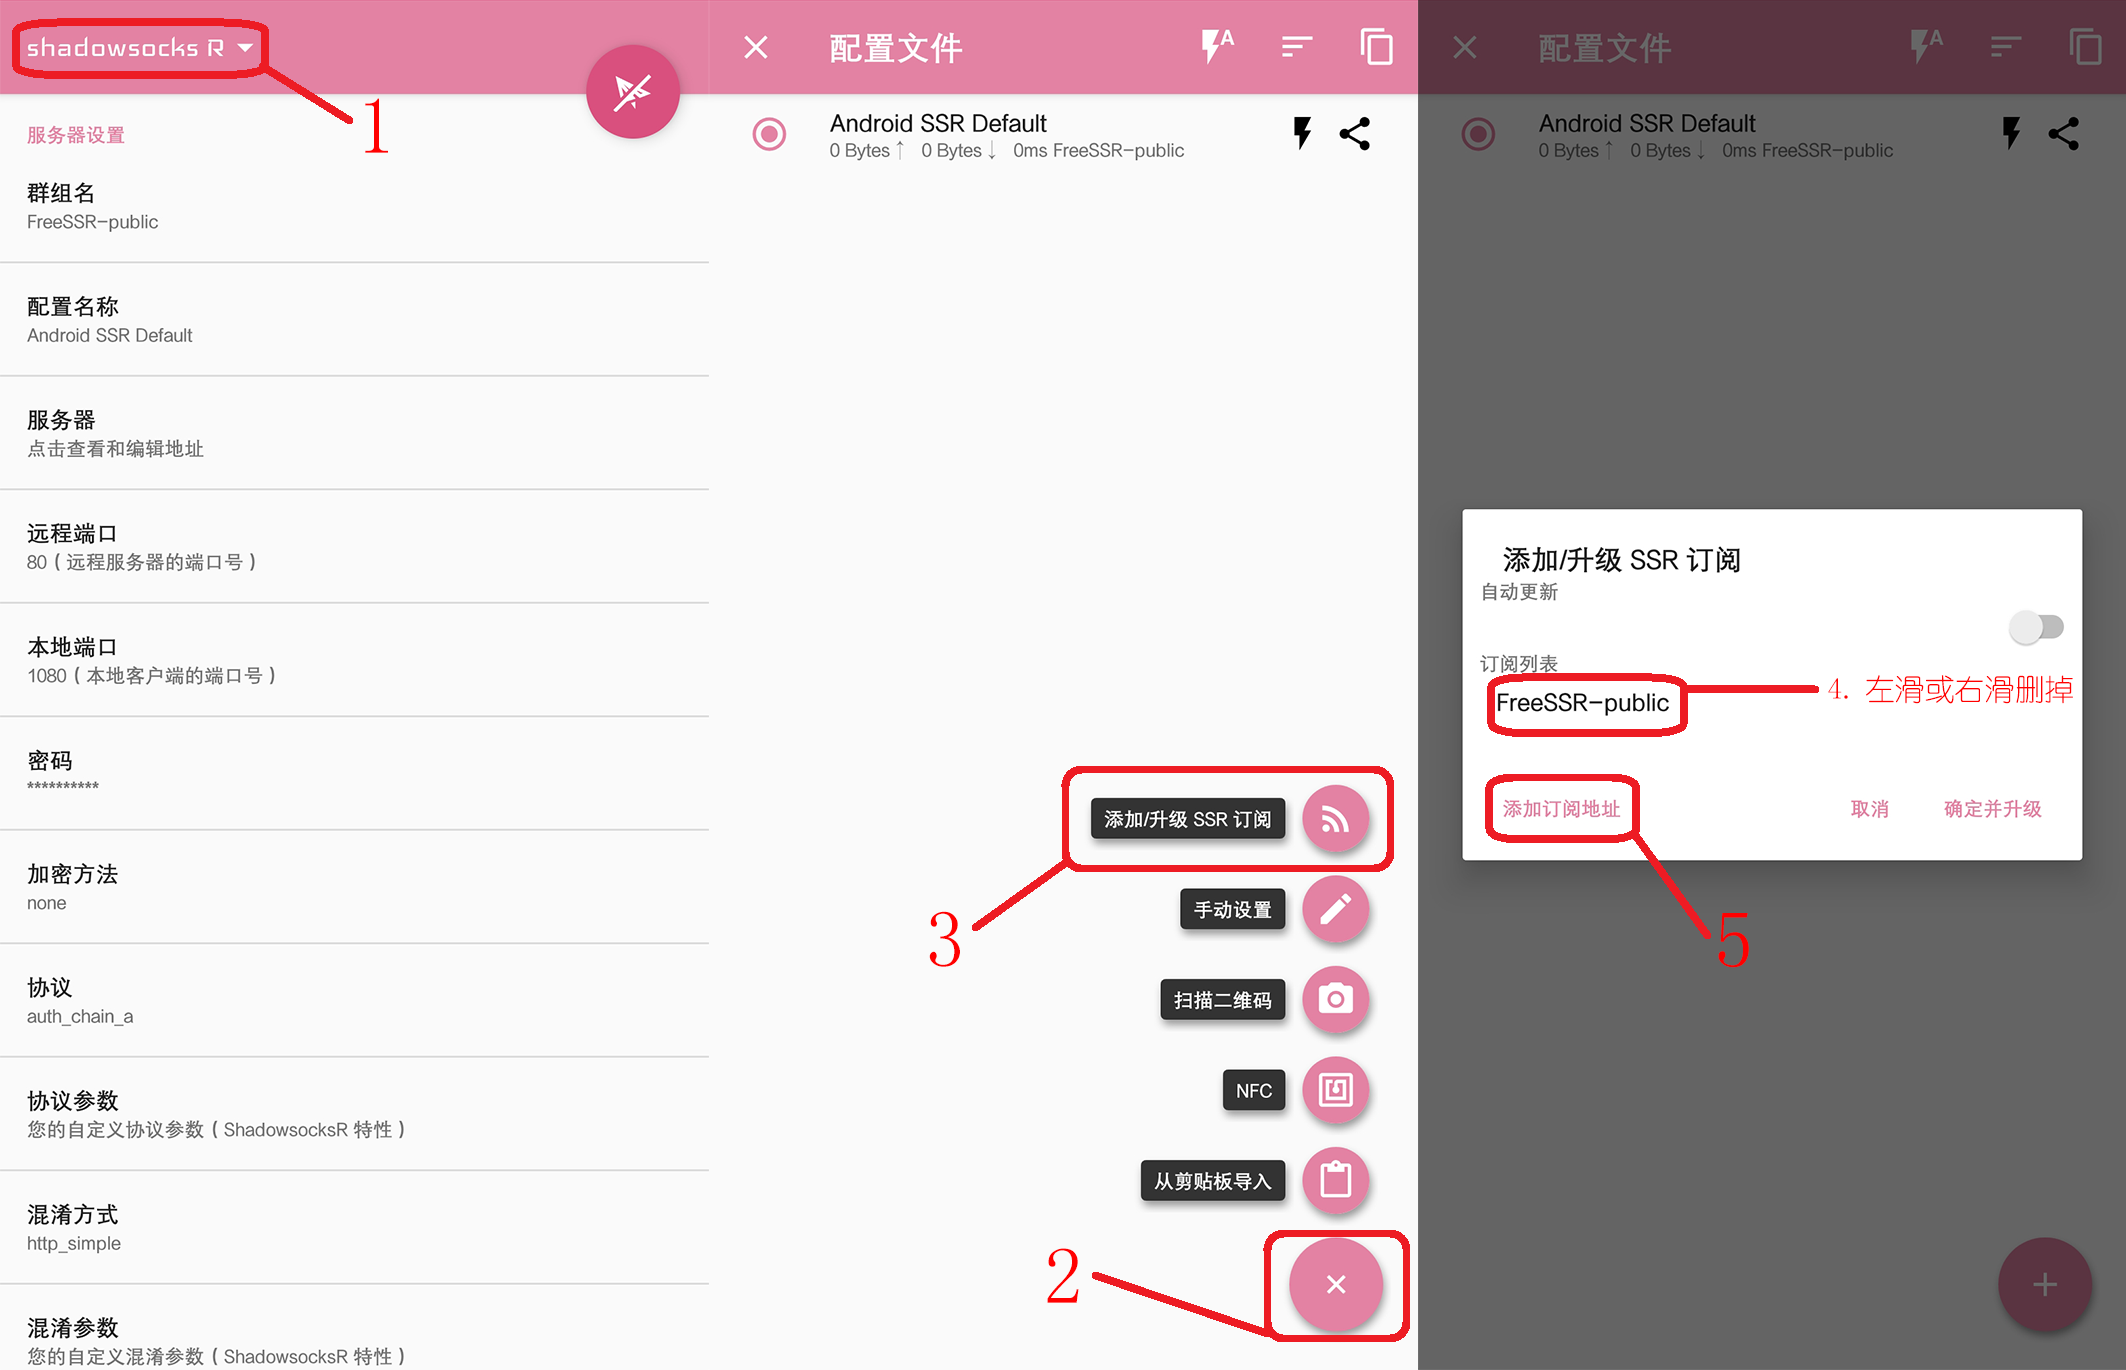 shadowsocks R
1
服务器设置
群组名
FreeSSR-public
配置名称
Android SSR Default
服务器
点击查看和编辑地址
远程端口
80（远程服务器的端口号）
本地端口
1080（本地客户端的端口号）
密码
**********
加密方法
none
协议
auth_chain_a
协议参数
您的自定义协议参数（ShadowsocksR 特性）
混淆方式
http_simple
混淆参数
您的自定义混淆参数（ShadowsocksR 特性）
配置文件
A
Android SSR Default
0 Bytes↑ 0 Bytes↓ 0ms FreeSSR-public
添加/升级 SSR 订阅
3
手动设置
扫描二维码
NFC
从剪贴板导入
2
配置文件
A
Android SSR Default
0 Bytes↑ 0 Bytes↓ 0ms FreeSSR-public
添加/升级 SSR 订阅
自动更新
订阅列表
FreeSSR-public
4. 左滑或右滑删掉
添加订阅地址 取消 确定并升级
5